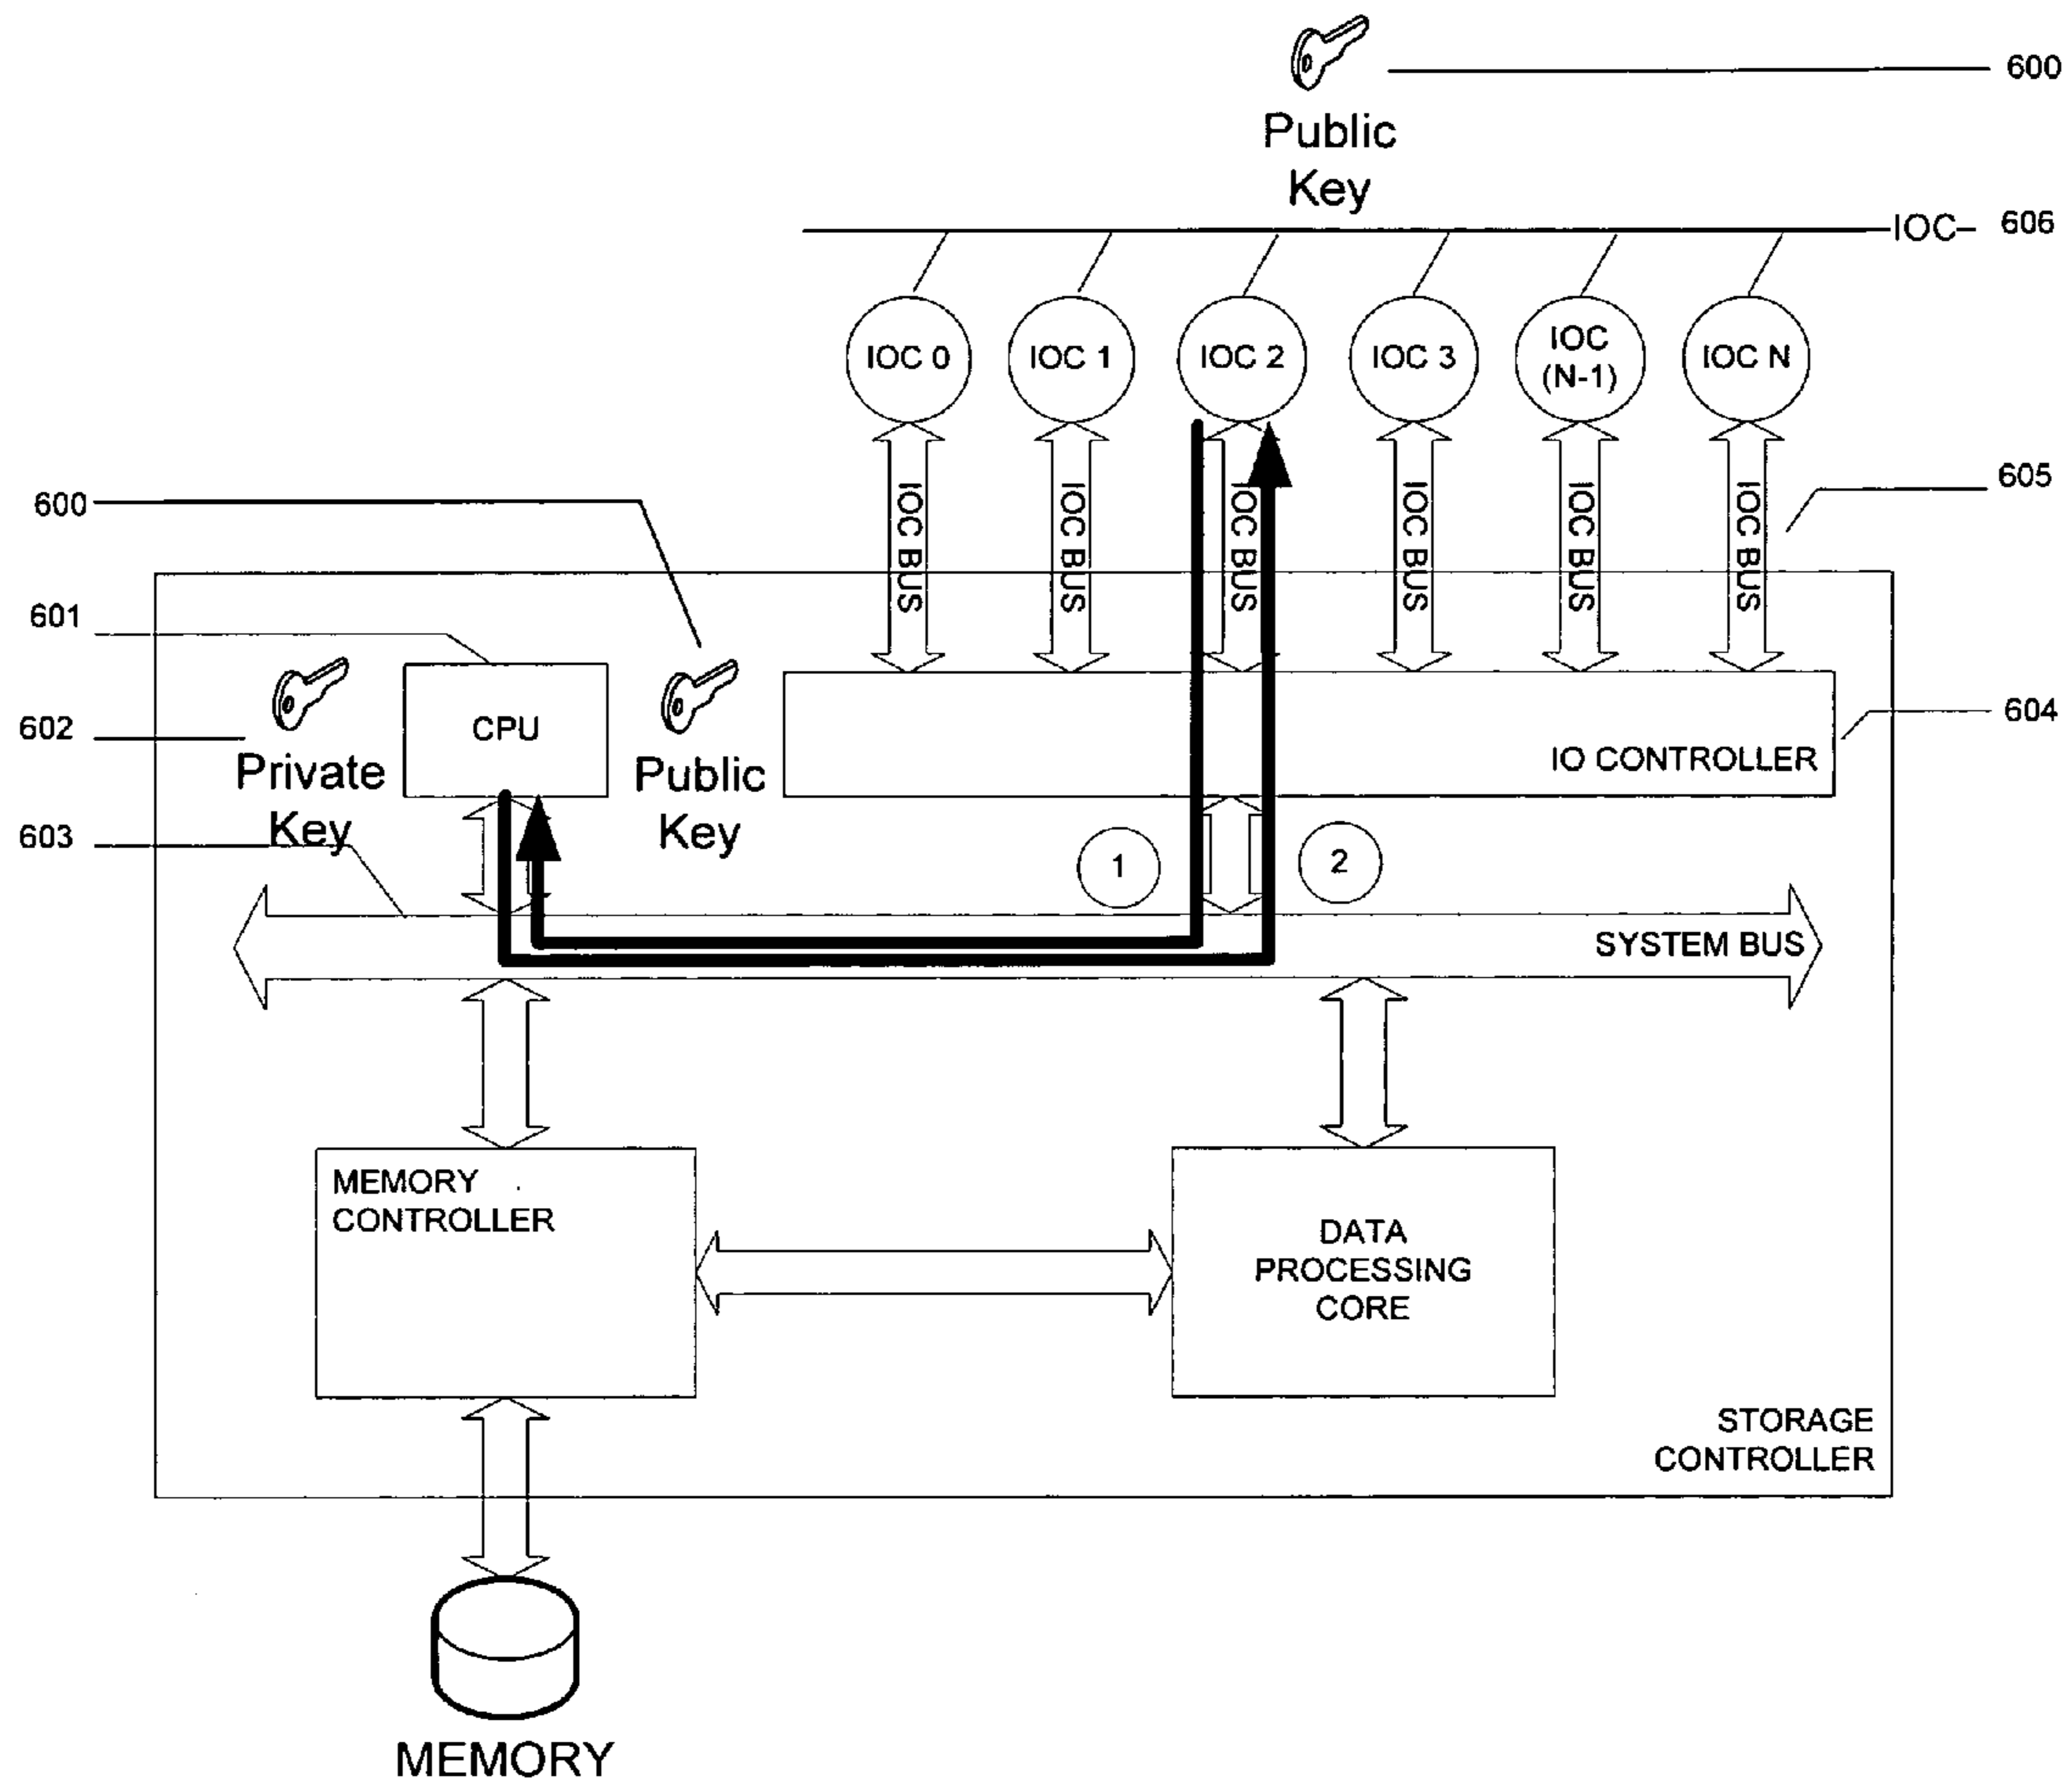 600
Public
Key
IOC
606
IOC 0
IOC 1
IOC 2
IOC 3
IOC
(N-1)
IOC N
IOC BUS
IOC BUS
IOC BUS
IOC BUS
IOC BUS
IOC BUS
605
600
601
602
603
Private
Key
CPU
Public
Key
IO CONTROLLER
604
1
2
SYSTEM BUS
MEMORY
CONTROLLER
DATA
PROCESSING
CORE
STORAGE
CONTROLLER
MEMORY